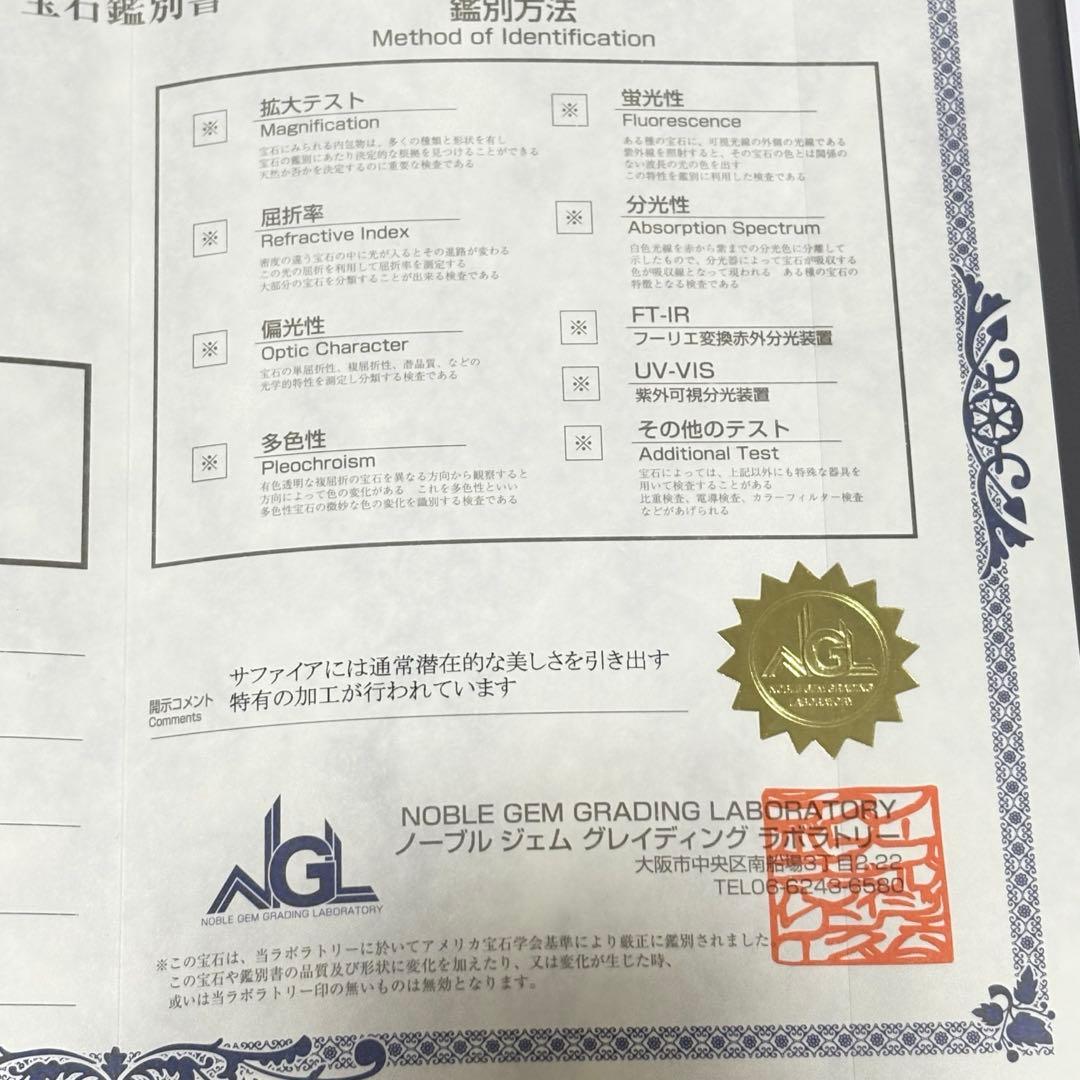 宝石鑑別書
鑑別方法
Method of Identification
※
拡大テスト
Magnification
宝石にみられる内包物は、多くの種類と形状を有し
宝石の鑑別にあたり決定的な根拠を見つけることができる
天然か否かを決定するのに重要な検査である
※
屈折率
Refractive Index
密度の違う宝石の中に光が入るとその進路が変わる
この光の屈折を利用して屈折率を測定する
大部分の宝石を分類することが出来る検査である
※
偏光性
Optic Character
宝石の単屈折性、複屈折性、潜品質、などの
光学的特性を測定し分類する検査である
※
多色性
Pleochroism
有色透明な複屈折の宝石を異なる方向から観察すると
方向によって色の変化がある これを多色性といい
多色性宝石の微妙な色の変化を識別する検査である
※
蛍光性
Fluorescence
ある種の宝石に、可視光線の外側の光線である
紫外線を照射すると、その宝石の色とは関係の
ない波長の光の色を出す
この特性を鑑別に利用した検査である
※
分光性
Absorption Spectrum
白色光線を赤から紫までの分光色に分離して
示したもので、分光器によって宝石が吸収する
色が吸収線となって現われる ある種の宝石の
特徴となる検査である
※
FT-IR
フーリエ変換赤外分光装置
※
UV-VIS
紫外可視分光装置
※
その他のテスト
Additional Test
宝石によっては、上記以外にも特殊な器具を
用いて検査することがある
比重検査、電導検査、カラーフィルター検査
などがあげられる
開示コメント
Comments
サファイアには通常潜在的な美しさを引き出す
特有の加工が行われています
NGL
NOBLE GEM GRADING
LABORATORY
NGL
NOBLE GEM GRADING LABORATORY
NOBLE GEM GRADING LABORATORY
ノーブル ジェム グレイディング ラボラトリー
大阪市中央区南船場3丁目2-22
TEL06-6243-6580
※この宝石は、当ラボラトリーに於いてアメリカ宝石学会基準により厳正に鑑別されました。
この宝石や鑑別書の品質及び形状に変化を加えたり、又は変化が生じた時、
或いは当ラボラトリー印の無いものは無効となります。